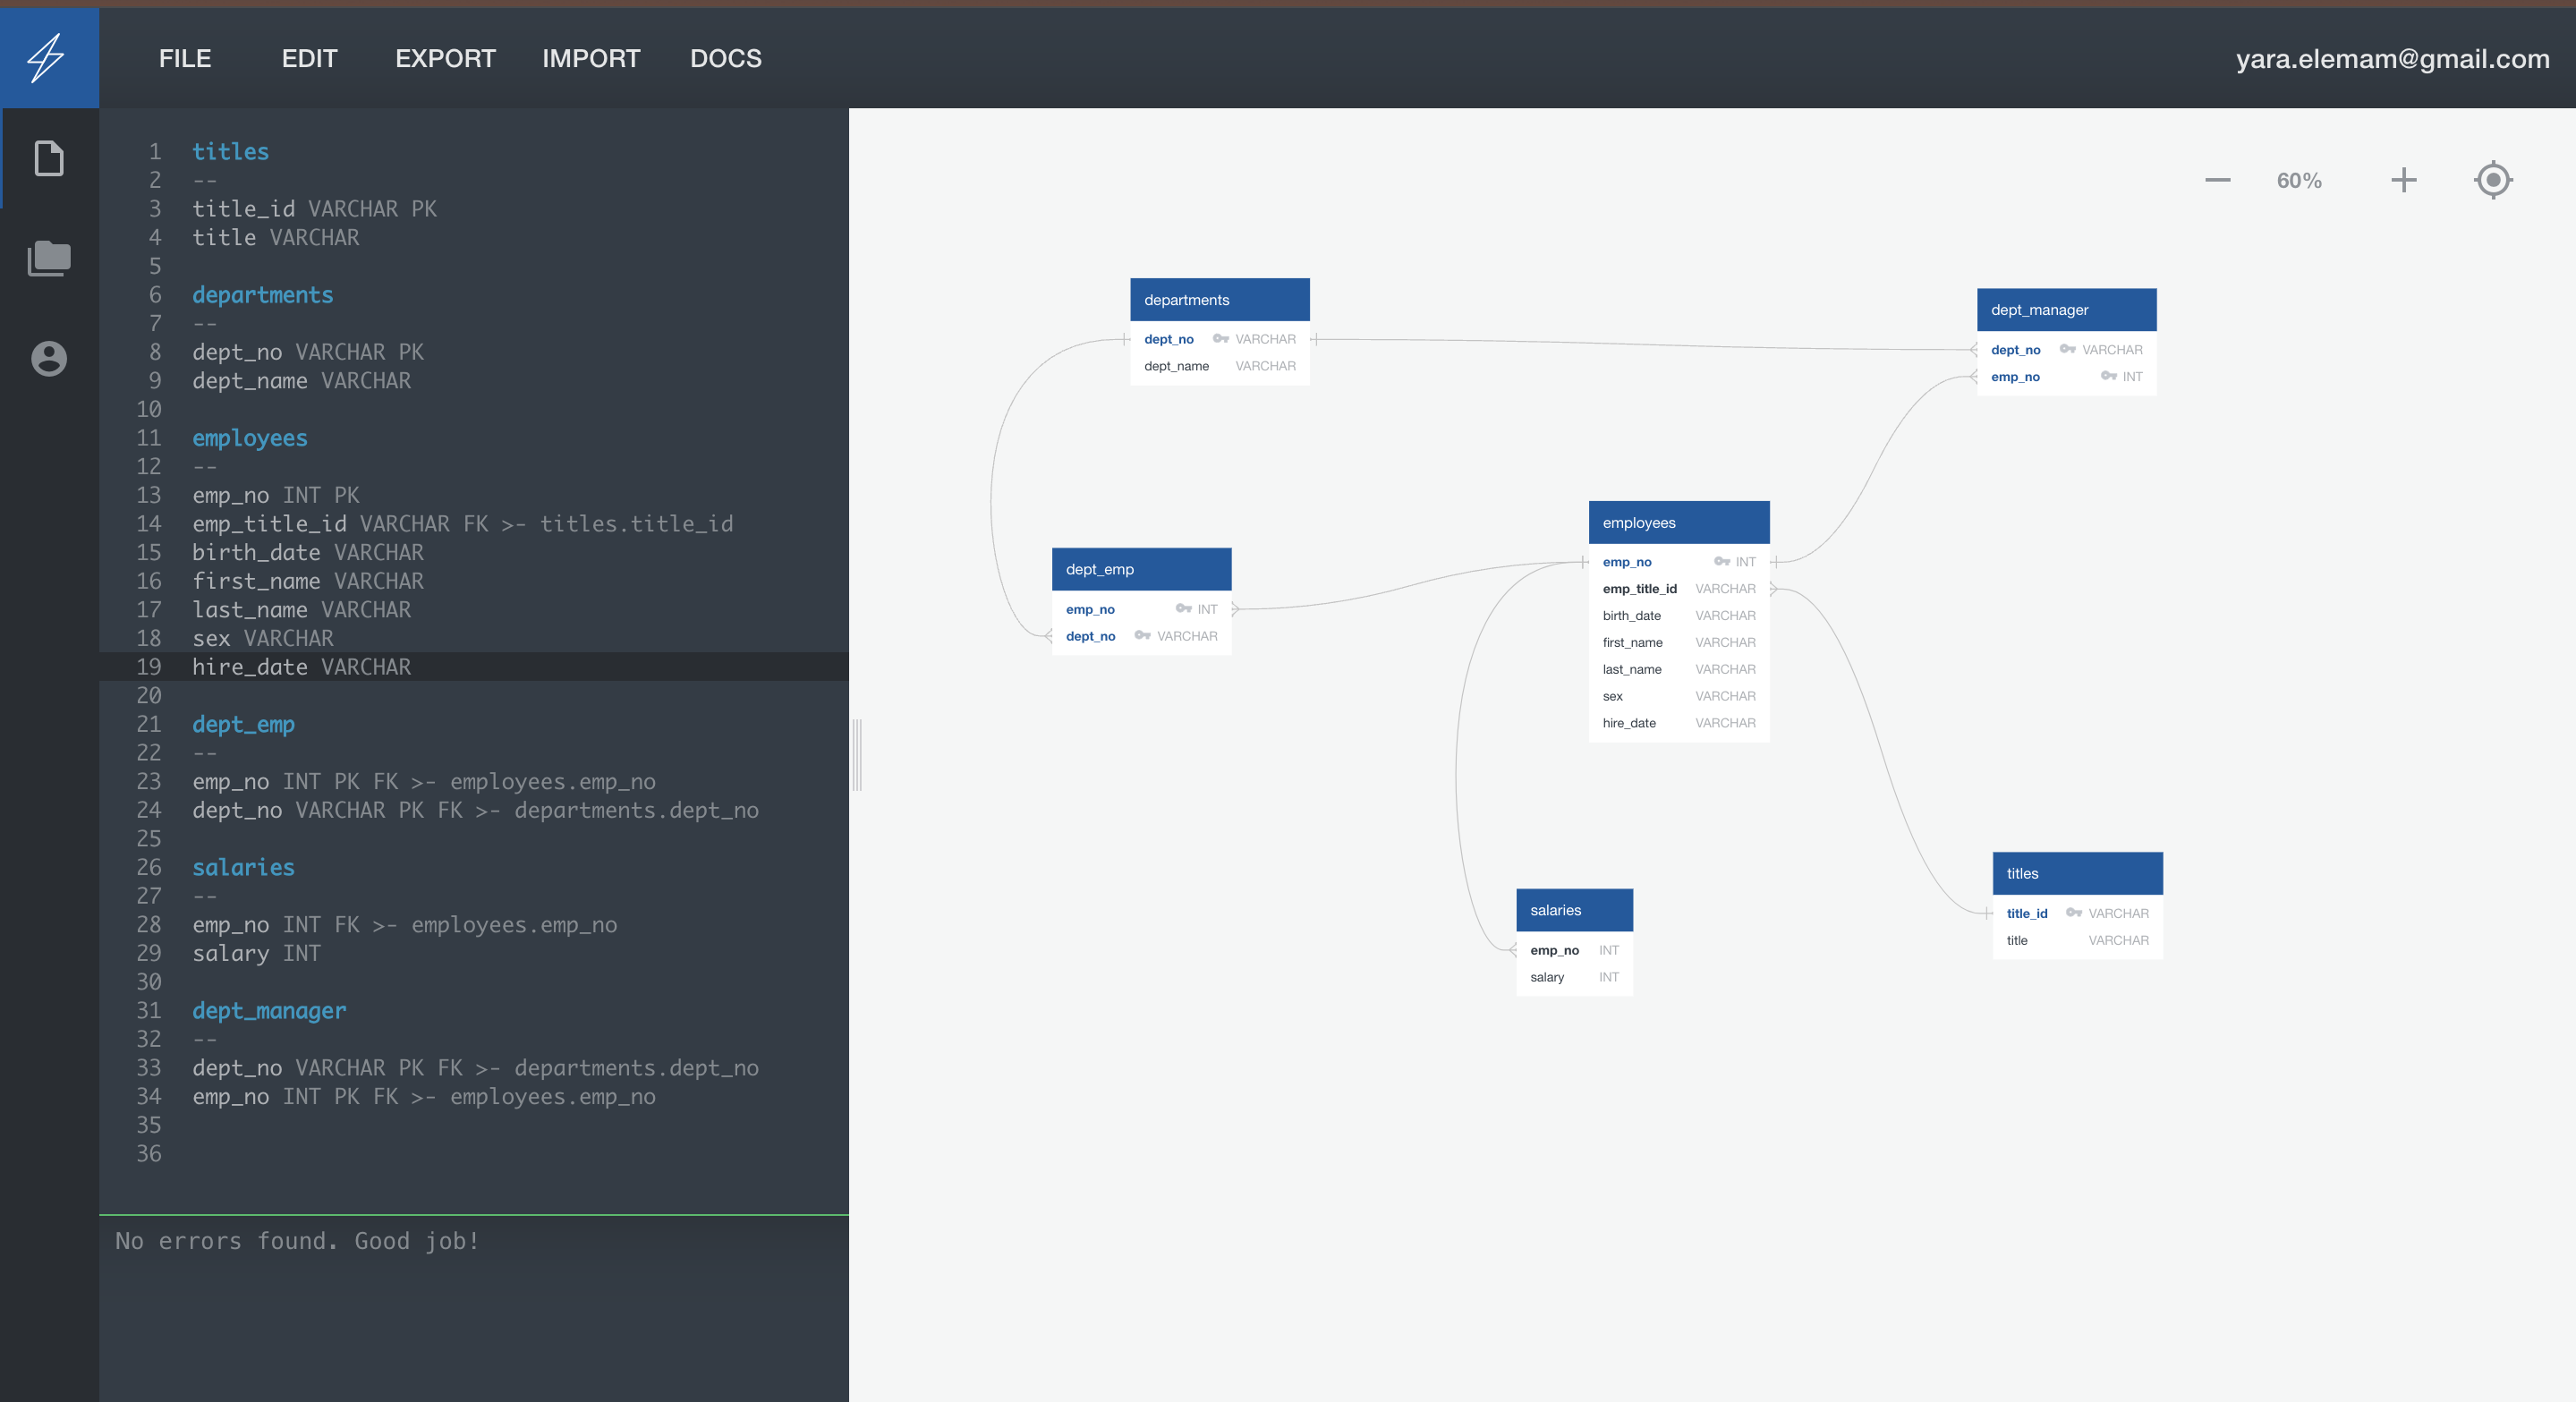 FILE EDIT EXPORT IMPORT DOCS yara.elemam@gmail.com
1 titles
2 --
3 title_id VARCHAR PK
4 title VARCHAR
5
6 departments
7 --
8 dept_no VARCHAR PK
9 dept_name VARCHAR
10
11 employees
12 --
13 emp_no INT PK
14 emp_title_id VARCHAR FK >- titles.title_id
15 birth_date VARCHAR
16 first_name VARCHAR
17 last_name VARCHAR
18 sex VARCHAR
19 hire_date VARCHAR
20
21 dept_emp
22 --
23 emp_no INT PK FK >- employees.emp_no
24 dept_no VARCHAR PK FK >- departments.dept_no
25
26 salaries
27 --
28 emp_no INT FK >- employees.emp_no
29 salary INT
30
31 dept_manager
32 --
33 dept_no VARCHAR PK FK >- departments.dept_no
34 emp_no INT PK FK >- employees.emp_no
35
36
No errors found. Good job!
60%
departments
dept_no VARCHAR
dept_name VARCHAR
dept_manager
dept_no VARCHAR
emp_no INT
employees
emp_no INT
emp_title_id VARCHAR
birth_date VARCHAR
first_name VARCHAR
last_name VARCHAR
sex VARCHAR
hire_date VARCHAR
dept_emp
emp_no INT
dept_no VARCHAR
salaries
emp_no INT
salary INT
titles
title_id VARCHAR
title VARCHAR